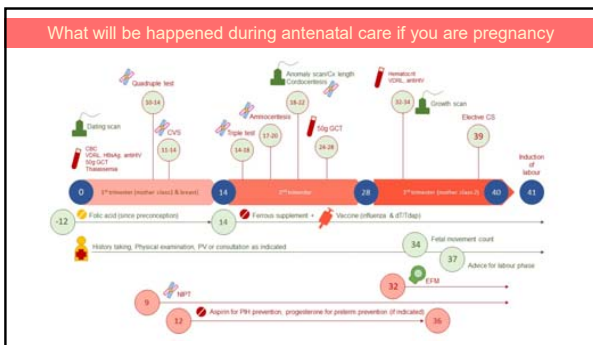 What will be happened during antenatal care if you are pregnancy
Anomaly scan/Cx length
Cordocentesis
Hematocrit
VDRL, antiHIV
Quadruple test
10-14
18-22
32-34
Growth scan
Dating scan
Amniocentesis
Elective CS
CVS
Triple test
17-20
50g GCT
39
CBC
VDRL, HBsAg, antiHIV
50g GCT
Thalassemia
11-14
14-18
24-28
Induction
of
labour
0
1st trimester (mother class1 & breast)
14
2nd trimester
28
3rd trimester (mother class 2)
40
41
-12
Folic acid (since preconception)
14
Ferrous supplement +
Vaccine (influenza & dT/Tdap)
History taking, Physical examination, PV or consultation as indicated
34
Fetal movement count
37
Advice for labour phase
32
EFM
9
NIPT
12
Aspirin for PIH prevention, progesterone for preterm prevention (if indicated)
36